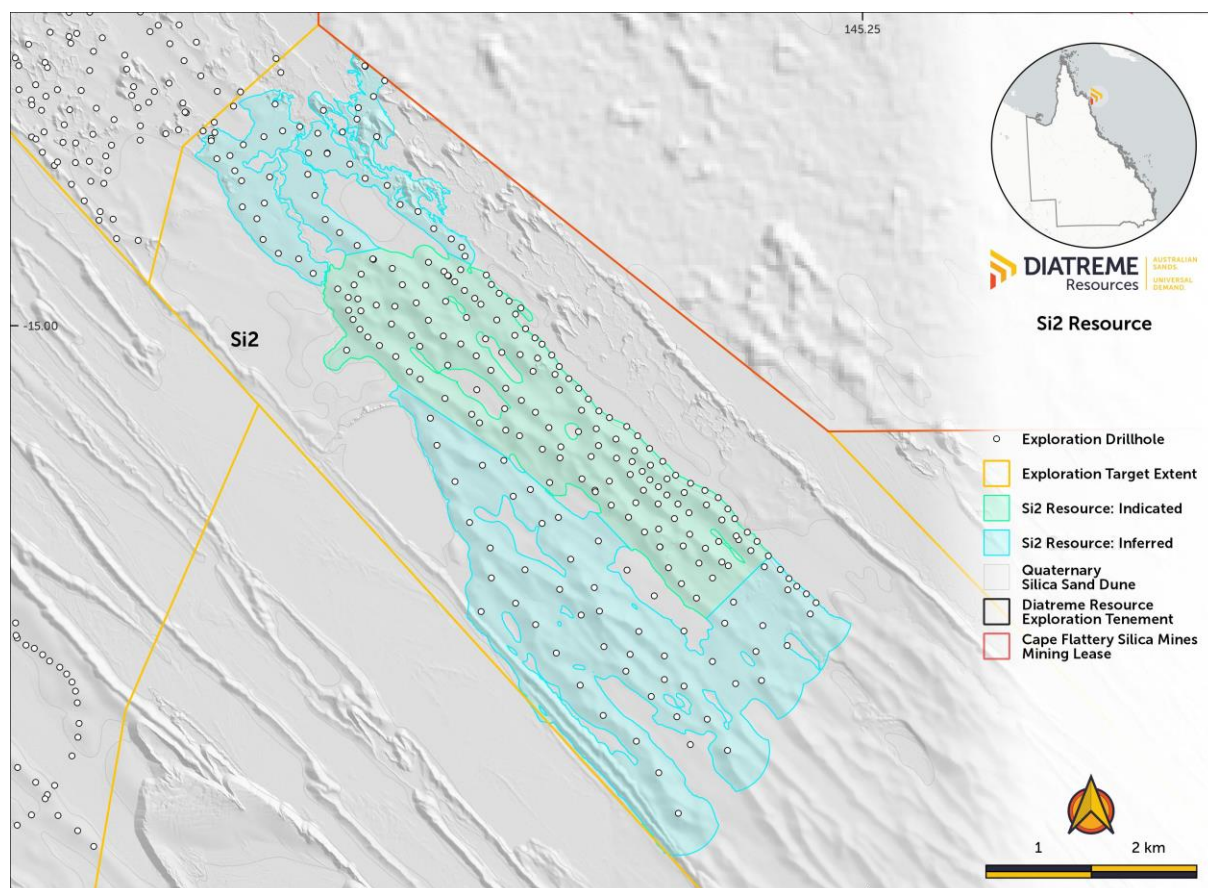 145.25
-15.00
Si2
DIATREME
Resources
AUSTRALIAN
SANDS.
UNIVERSAL
DEMAND.
Si2 Resource
Exploration Drillhole
Exploration Target Extent
Si2 Resource: Indicated
Si2 Resource: Inferred
Quaternary
Silica Sand Dune
Diatreme Resource
Exploration Tenement
Cape Flattery Silica Mines
Mining Lease
1 2 km